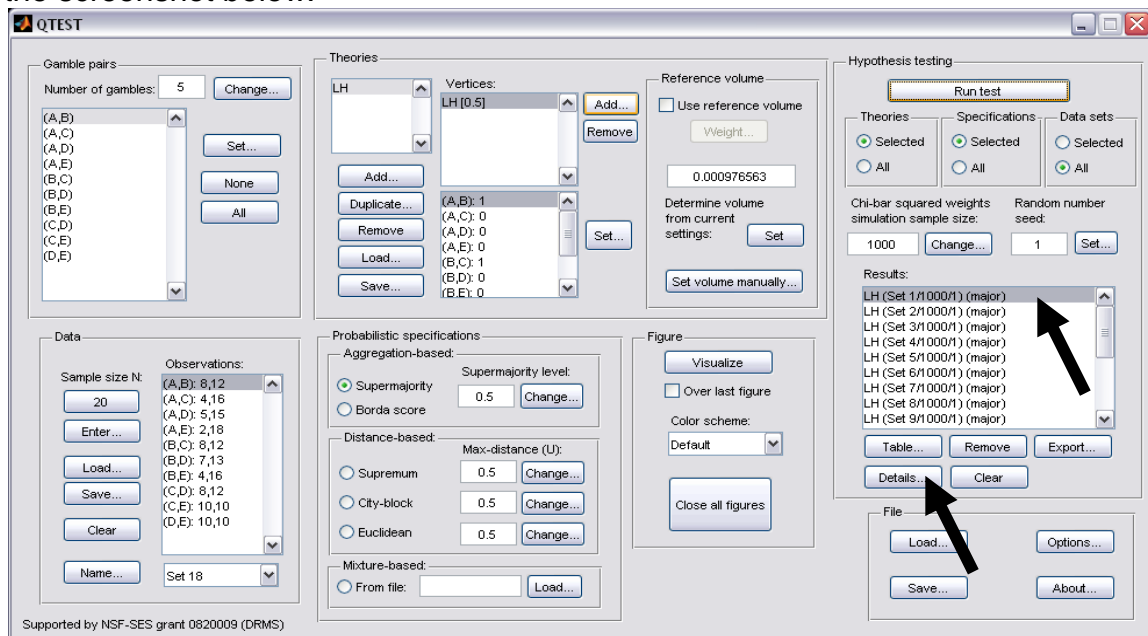 the screenshot below.
QTEST
Gamble pairs
Number of gambles: 5 Change...
(A,B)
(A,C)
(A,D)
(A,E)
(B,C)
(B,D)
(B,E)
(C,D)
(C,E)
(D,E)
Set...
None
All
Theories
LH
Vertices:
LH [0.5]
Add...
Remove
Add...
Duplicate...
Remove
Load...
Save...
(A,B): 1
(A,C): 0
(A,D): 0
(A,E): 0
(B,C): 1
(B,D): 0
(B,E): 0
Set...
Reference volume
Use reference volume
Weight...
0.000976563
Determine volume
from current
settings: Set
Set volume manually...
Hypothesis testing
Run test
Theories
Selected
All
Specifications
Selected
All
Data sets
Selected
All
Chi-bar squared weights
simulation sample size:
1000 Change...
Random number
seed:
1 Set...
Results:
LH (Set 1/1000/1) (major)
LH (Set 2/1000/1) (major)
LH (Set 3/1000/1) (major)
LH (Set 4/1000/1) (major)
LH (Set 5/1000/1) (major)
LH (Set 6/1000/1) (major)
LH (Set 7/1000/1) (major)
LH (Set 8/1000/1) (major)
LH (Set 9/1000/1) (major)
Table... Remove Export...
Details... Clear
Data
Sample size N:
20
Enter...
Load...
Save...
Clear
Name...
Observations:
(A,B): 8,12
(A,C): 4,16
(A,D): 5,15
(A,E): 2,18
(B,C): 8,12
(B,D): 7,13
(B,E): 4,16
(C,D): 8,12
(C,E): 10,10
(D,E): 10,10
Set 18
Probabilistic specifications
Aggregation-based:
Supermajority
Borda score
Supermajority level:
0.5 Change...
Distance-based:
Max-distance (U):
Supremum 0.5 Change...
City-block 0.5 Change...
Euclidean 0.5 Change...
Mixture-based:
From file: Load...
Figure
Visualize
Over last figure
Color scheme:
Default
Close all figures
File
Load... Options...
Save... About...
Supported by NSF-SES grant 0820009 (DRMS)